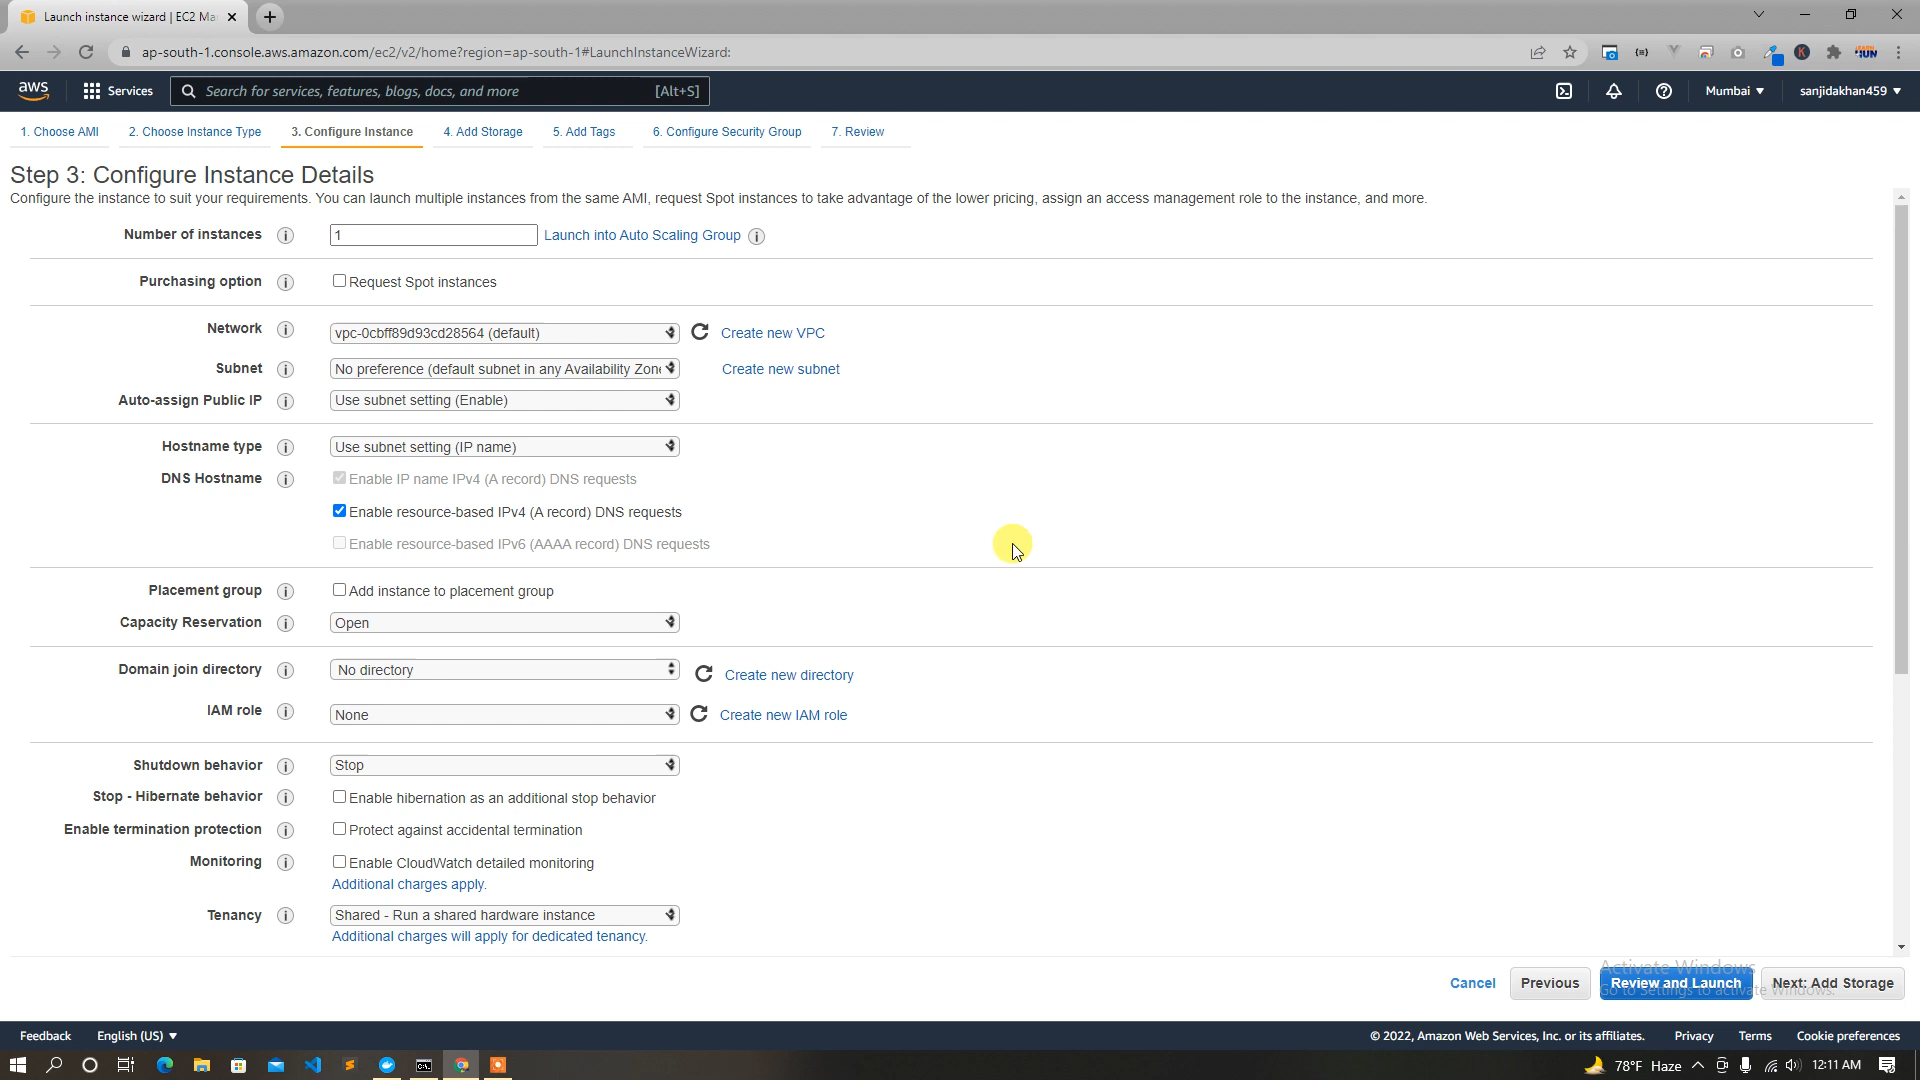 Launch instance wizard | EC2 Ma
ap-south-1.console.aws.amazon.com/ec2/v2/home?region=ap-south-1#LaunchInstanceWizard:
aws
Services
Search for services, features, blogs, docs, and more
[Alt+S]
Mumbai
sanjidakhan459
1. Choose AMI
2. Choose Instance Type
3. Configure Instance
4. Add Storage
5. Add Tags
6. Configure Security Group
7. Review
Step 3: Configure Instance Details
Configure the instance to suit your requirements. You can launch multiple instances from the same AMI, request Spot instances to take advantage of the lower pricing, assign an access management role to the instance, and more.
Number of instances
1
Launch into Auto Scaling Group
Purchasing option
Request Spot instances
Network
vpc-0cbff89d93cd28564 (default)
Create new VPC
Subnet
No preference (default subnet in any Availability Zone
Create new subnet
Auto-assign Public IP
Use subnet setting (Enable)
Hostname type
Use subnet setting (IP name)
DNS Hostname
Enable IP name IPv4 (A record) DNS requests
Enable resource-based IPv4 (A record) DNS requests
Enable resource-based IPv6 (AAAA record) DNS requests
Placement group
Add instance to placement group
Capacity Reservation
Open
Domain join directory
No directory
Create new directory
IAM role
None
Create new IAM role
Shutdown behavior
Stop
Stop - Hibernate behavior
Enable hibernation as an additional stop behavior
Enable termination protection
Protect against accidental termination
Monitoring
Enable CloudWatch detailed monitoring
Additional charges apply.
Tenancy
Shared - Run a shared hardware instance
Additional charges will apply for dedicated tenancy.
Activate Windows
Go to Settings to activate Windows.
Cancel
Previous
Review and Launch
Next: Add Storage
Feedback
English (US)
© 2022, Amazon Web Services, Inc. or its affiliates.
Privacy
Terms
Cookie preferences
78°F Haze
12:11 AM